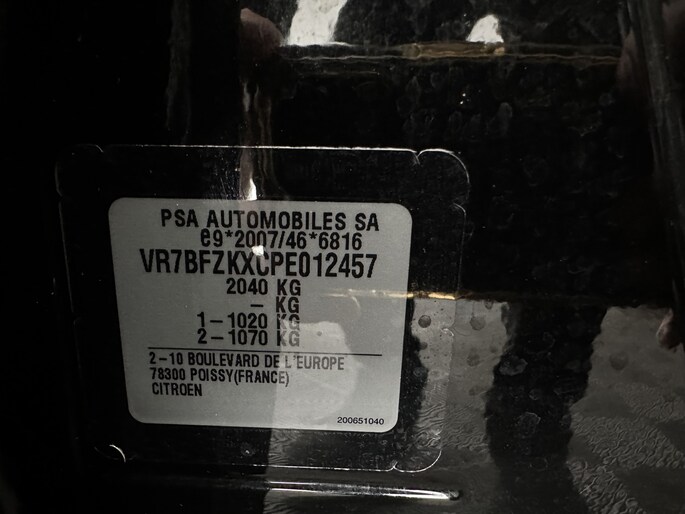 PSA AUTOMOBILES SA
e9*2007/46*6816
VR7BFZKXCPE012457
2040 KG
– KG
1–1020 KG
2–1070 KG
2–10 BOULEVARD DE L'EUROPE
78300 POISSY(FRANCE)
CITROEN
200651040